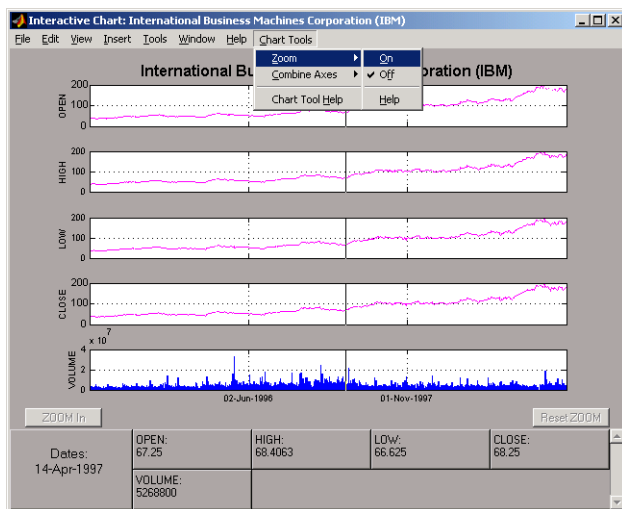 Interactive Chart: International Business Machines Corporation (IBM)
File Edit View Insert Tools Window Help Chart Tools
Zoom On
Combine Axes ✓ Off
Chart Tool Help Help
International Bu oration (IBM)
200
100
0
OPEN
200
100
0
HIGH
200
100
0
LOW
200
100
0
CLOSE
x 10 7
4
2
0
VOLUME
02-Jun-1996 01-Nov-1997
ZOOM In Reset ZOOM
Dates:
14-Apr-1997
OPEN:
67.25
HIGH:
68.4063
LOW:
66.625
CLOSE:
68.25
VOLUME:
5268800